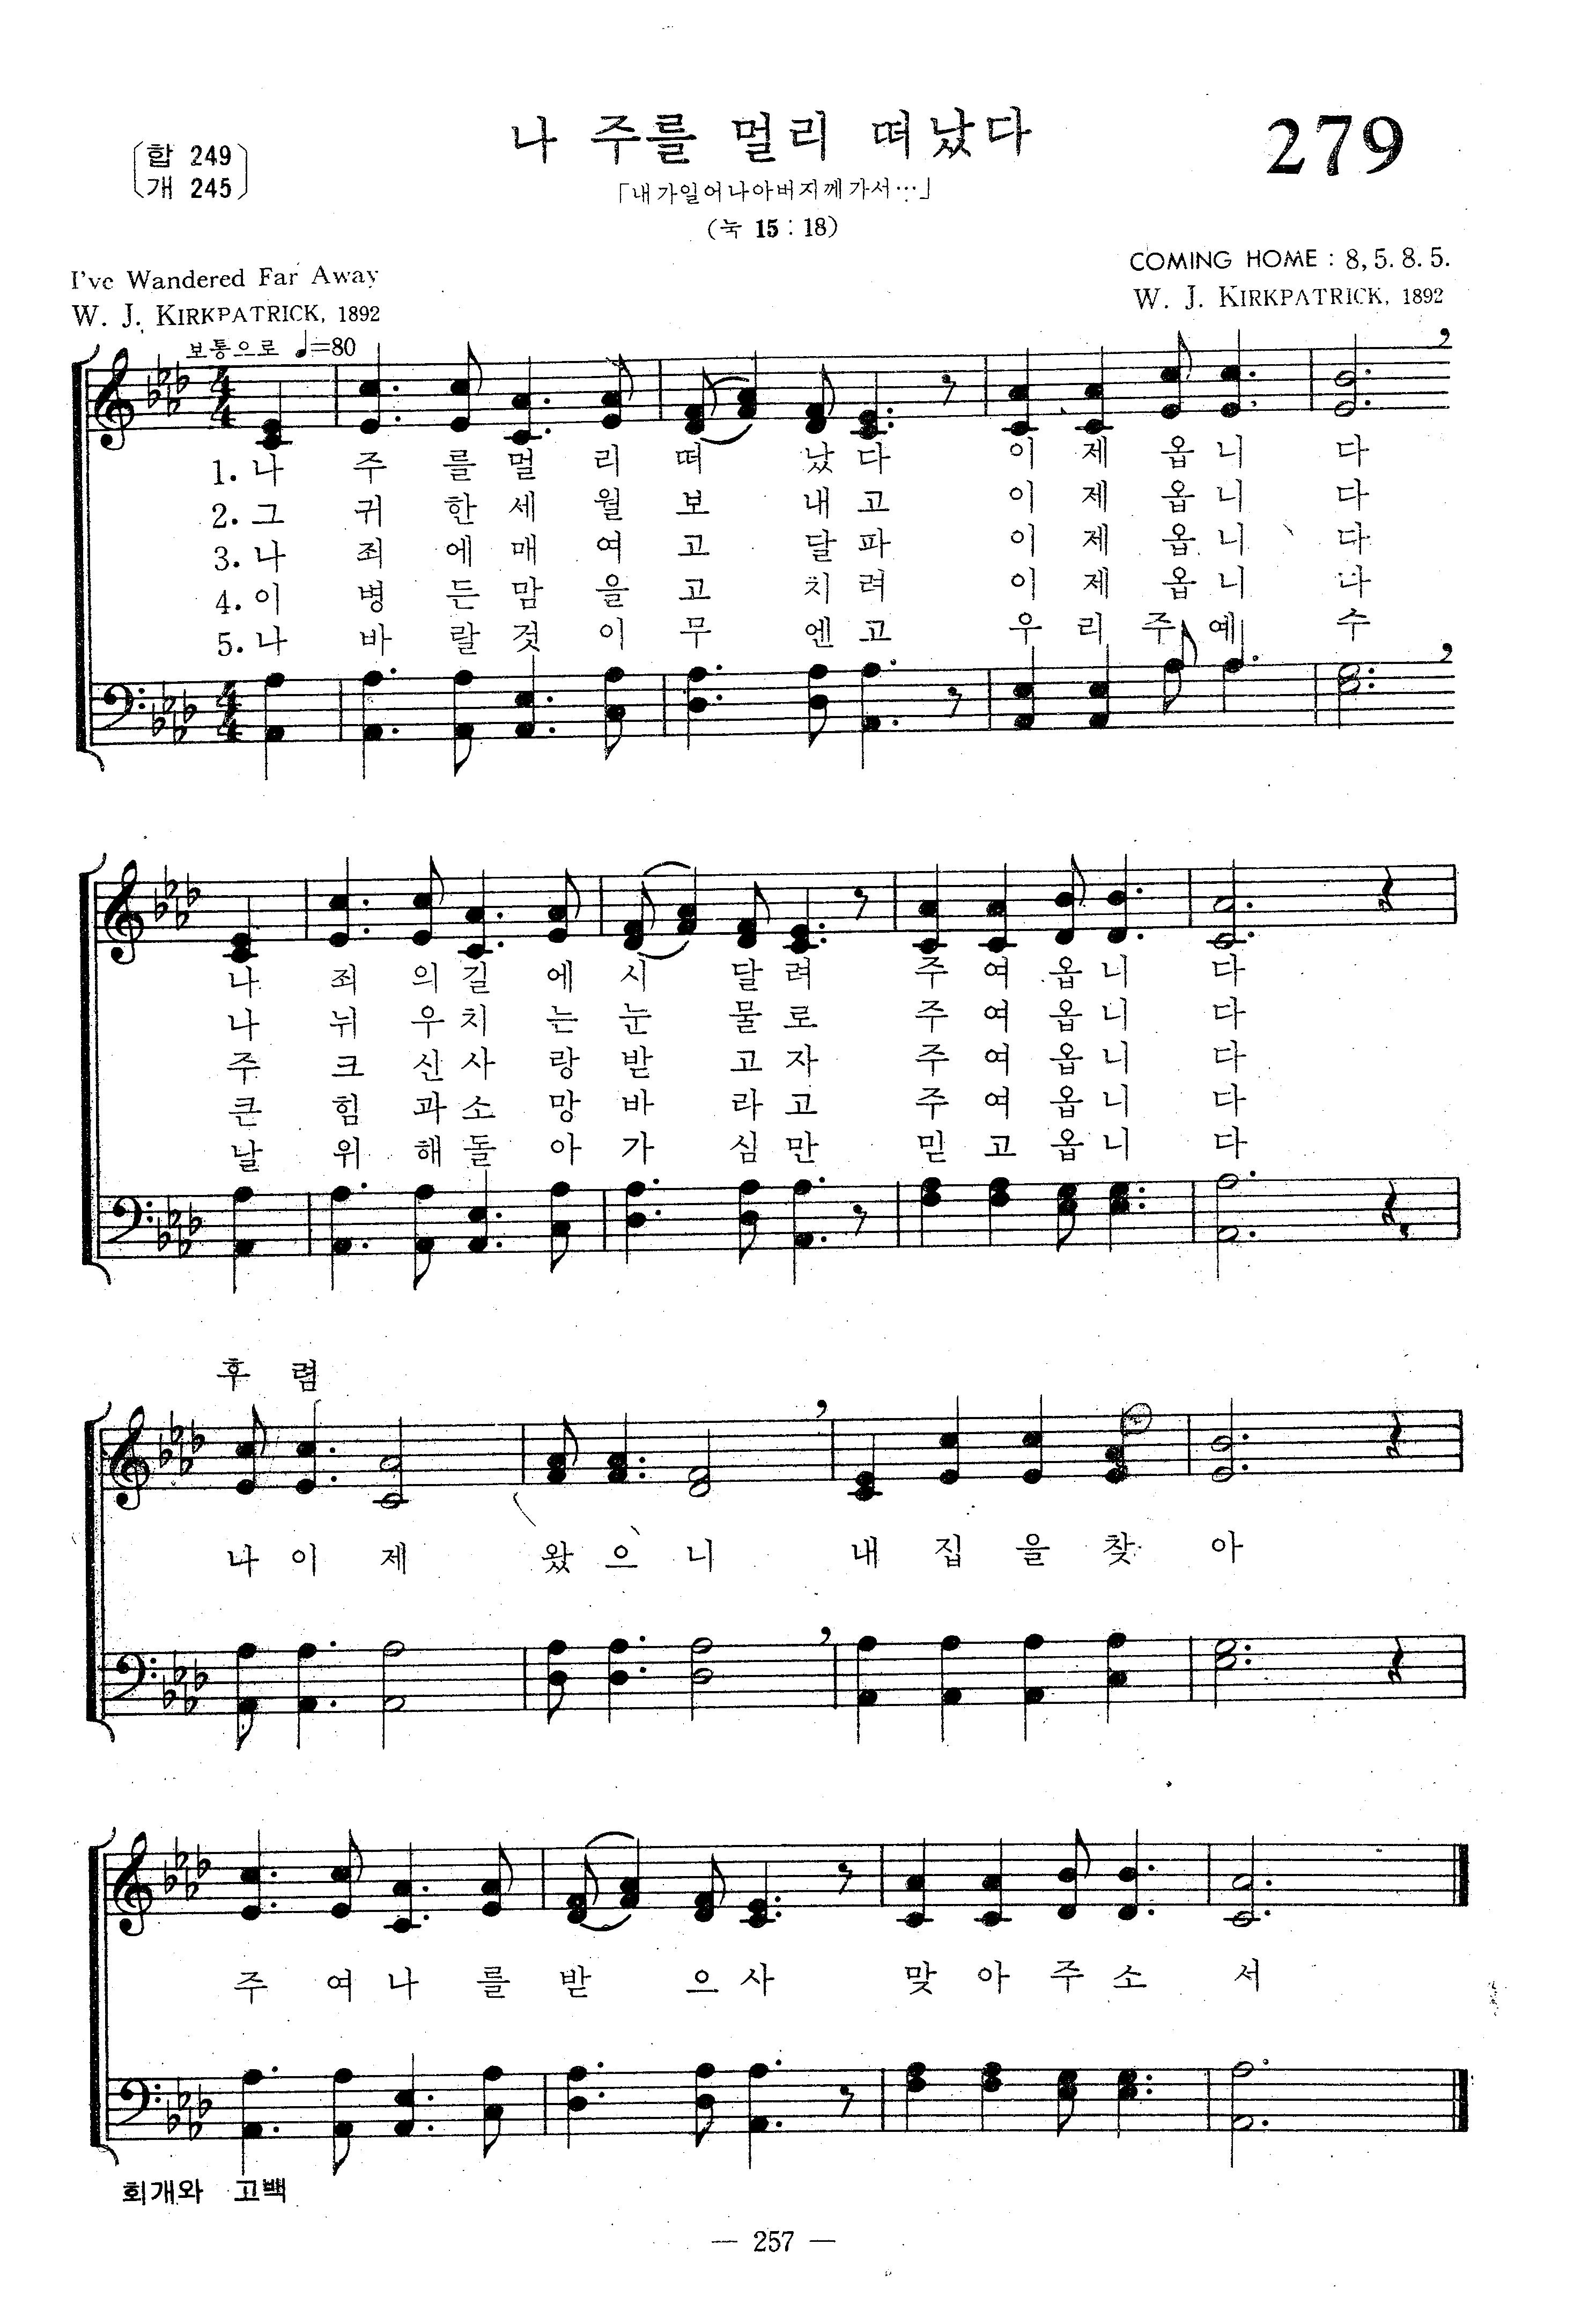 〔합 249
개 245〕
나 주를 멀리 떠났다
279
「내가일어나아버지께가서…」
(눅 15 : 18)
I've Wandered Far Away
W. J. KIRKPATRICK, 1892
COMING HOME : 8, 5. 8. 5.
W. J. KIRKPATRICK, 1892
보통으로 ♩=80
1. 나 주 를 멀 리 떠 났 다 이 제 옵 니 다
2. 그 귀 한 세 월 보 내 고 이 제 옵 니 다
3. 나 죄 에 매 여 고 달 파 이 제 옵 니 다
4. 이 병 든 맘 을 고 치 려 이 제 옵 니 다
5. 나 바 랄 것 이 무 엔 고 우 리 주 예 수
나 죄 의 길 에 시 달 려 주 여 옵 니 다
나 뉘 우 치 는 눈 물 로 주 여 옵 니 다
주 크 신 사 랑 받 고 자 주 여 옵 니 다
큰 힘 과 소 망 바 라 고 주 여 옵 니 다
날 위 해 돌 아 가 심 만 믿 고 옵 니 다
후 렴
나 이 제 왔 으 니 내 집 을 찾 아
주 여 나 를 받 으 사 맞 아 주 소 서
회개와 고백
— 257 —